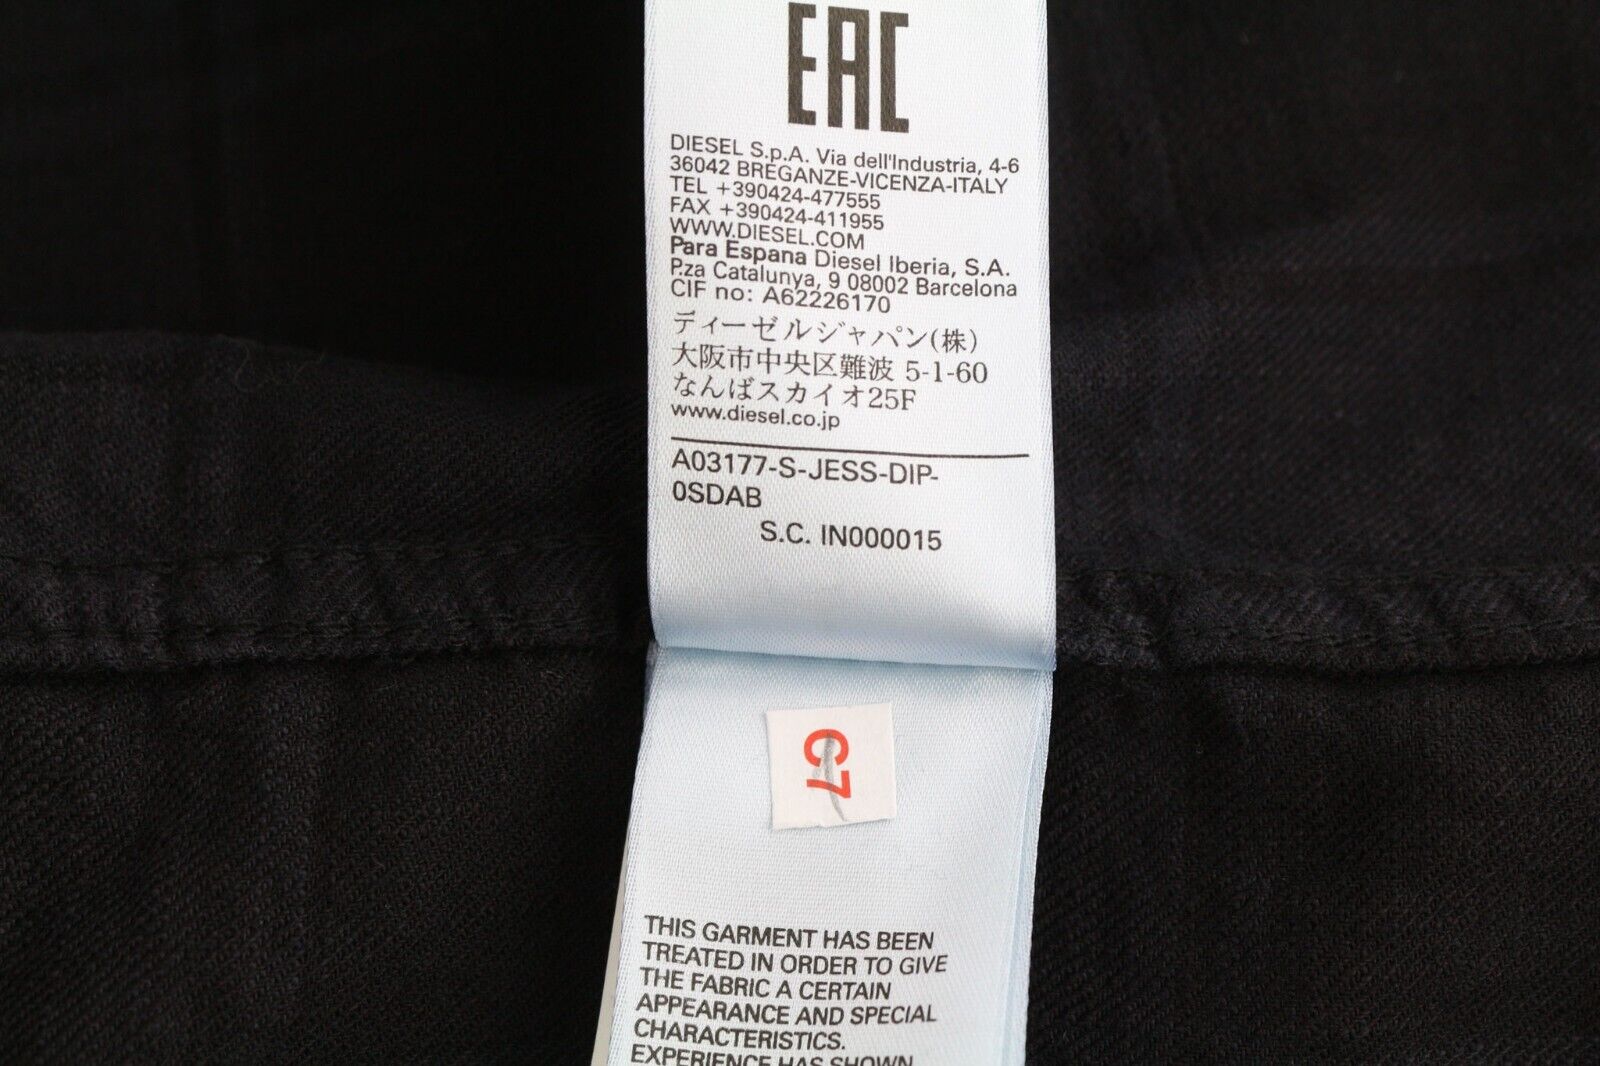 EAC
DIESEL S.p.A. Via dell'Industria, 4-6
36042 BREGANZE-VICENZA-ITALY
TEL +390424-477555
FAX +390424-411955
WWW.DIESEL.COM
Para Espana Diesel Iberia, S.A.
P.za Catalunya, 9 08002 Barcelona
CIF no: A62226170
ディーゼルジャパン(株)
大阪市中央区難波 5-1-60
なんばスカイオ25F
www.diesel.co.jp
A03177-S-JESS-DIP-
0SDAB
S.C. IN000015
C7
THIS GARMENT HAS BEEN
TREATED IN ORDER TO GIVE
THE FABRIC A CERTAIN
APPEARANCE AND SPECIAL
CHARACTERISTICS.
EXPERIENCE HAS SHOWN